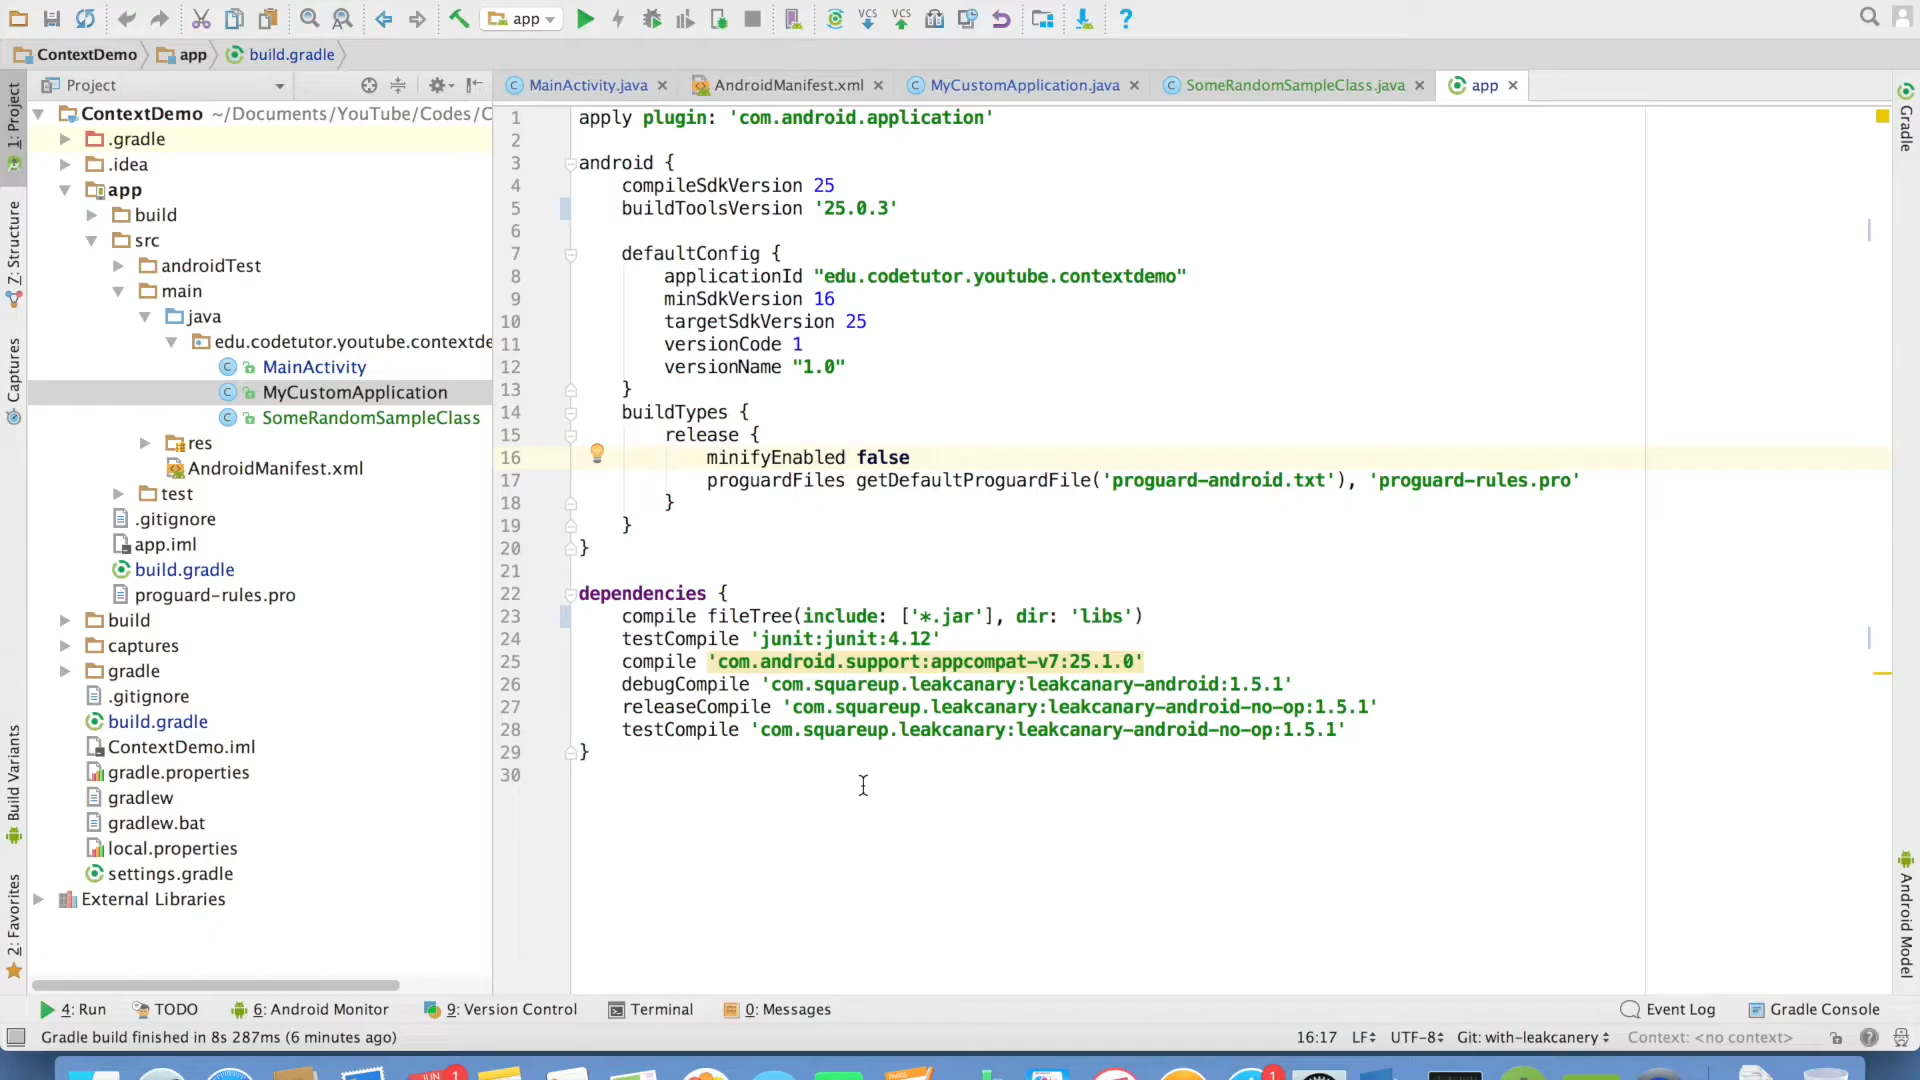 app
ContextDemo app build.gradle
Project
MainActivity.java AndroidManifest.xml MyCustomApplication.java SomeRandomSampleClass.java app
1: Project
Z: Structure
Captures
Build Variants
2: Favorites
ContextDemo ~/Documents/YouTube/Codes/C
.gradle
.idea
app
build
src
androidTest
main
java
edu.codetutor.youtube.contextde
MainActivity
MyCustomApplication
SomeRandomSampleClass
res
AndroidManifest.xml
test
.gitignore
app.iml
build.gradle
proguard-rules.pro
build
captures
gradle
.gitignore
build.gradle
ContextDemo.iml
gradle.properties
gradlew
gradlew.bat
local.properties
settings.gradle
External Libraries
1 apply plugin: 'com.android.application'
2
3 android {
4 compileSdkVersion 25
5 buildToolsVersion '25.0.3'
6
7 defaultConfig {
8 applicationId "edu.codetutor.youtube.contextdemo"
9 minSdkVersion 16
10 targetSdkVersion 25
11 versionCode 1
12 versionName "1.0"
13 }
14 buildTypes {
15 release {
16 minifyEnabled false
17 proguardFiles getDefaultProguardFile('proguard-android.txt'), 'proguard-rules.pro'
18 }
19 }
20 }
21
22 dependencies {
23 compile fileTree(include: ['*.jar'], dir: 'libs')
24 testCompile 'junit:junit:4.12'
25 compile 'com.android.support:appcompat-v7:25.1.0'
26 debugCompile 'com.squareup.leakcanary:leakcanary-android:1.5.1'
27 releaseCompile 'com.squareup.leakcanary:leakcanary-android-no-op:1.5.1'
28 testCompile 'com.squareup.leakcanary:leakcanary-android-no-op:1.5.1'
29 }
30
Gradle
Android Model
4: Run TODO 6: Android Monitor 9: Version Control Terminal 0: Messages Event Log Gradle Console
Gradle build finished in 8s 287ms (6 minutes ago) 16:17 LF UTF-8 Git: with-leakcanery Context: <no context>
JUN 1 1